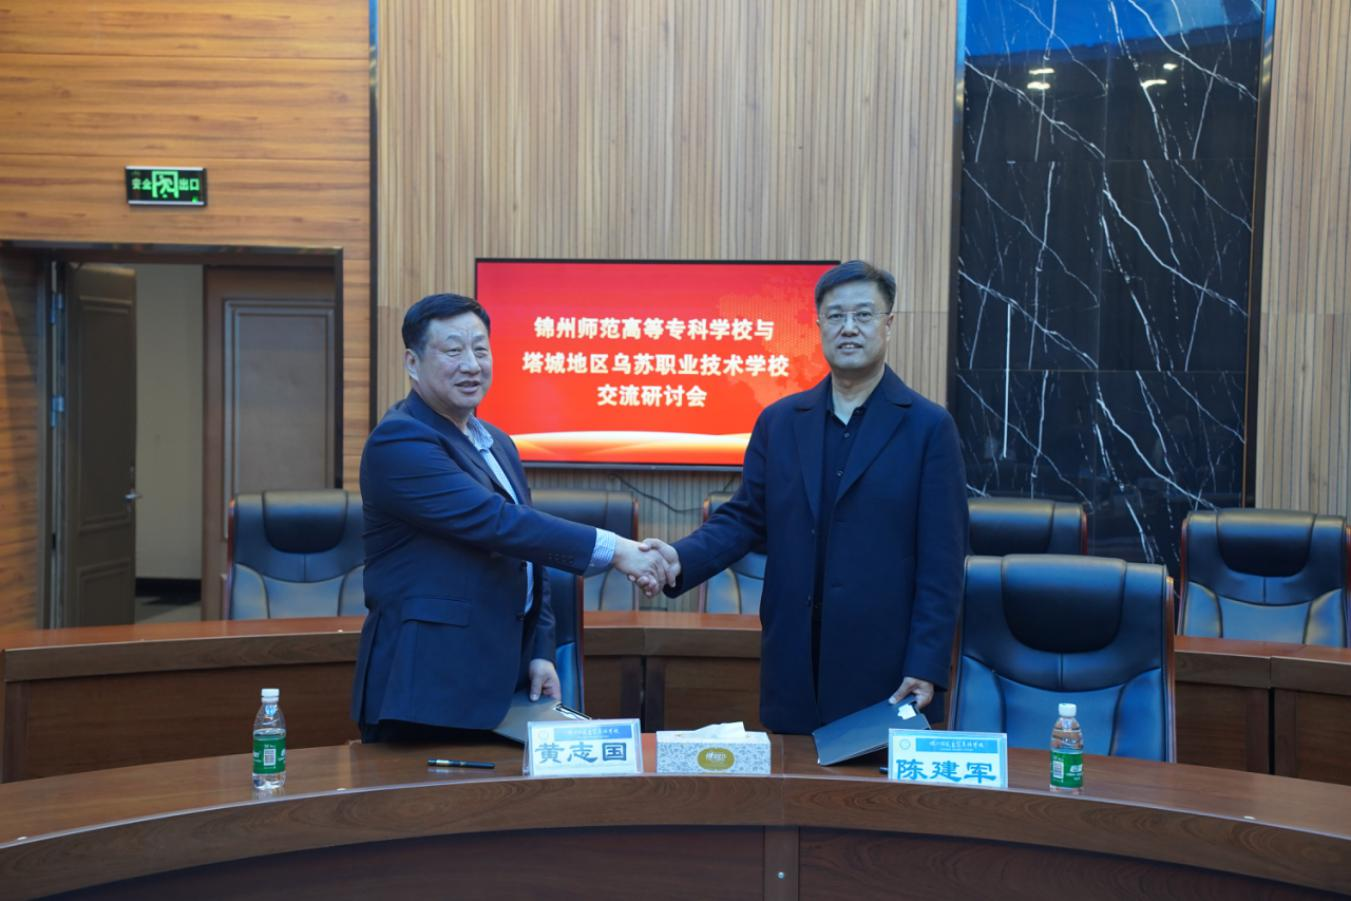 安全出口
锦州师范高等专科学校与
塔城地区乌苏职业技术学校
交流研讨会
黄志国
陈建军